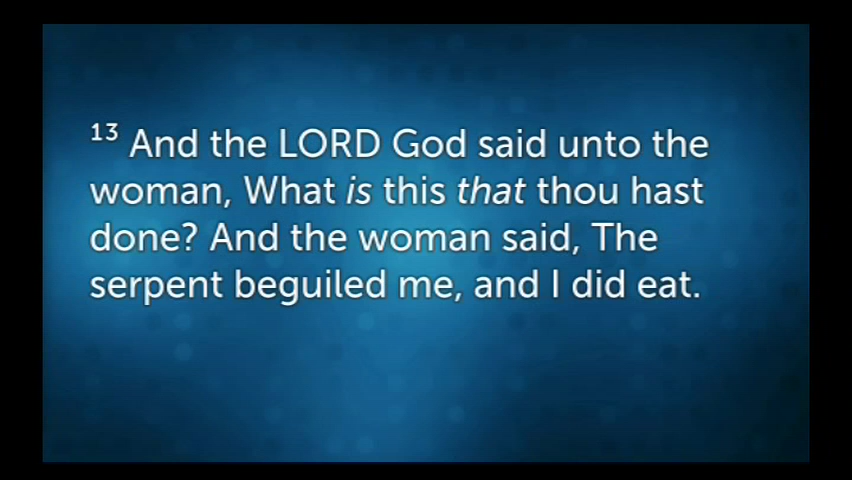 13 And the LORD God said unto the
woman, What is this that thou hast
done? And the woman said, The
serpent beguiled me, and I did eat.